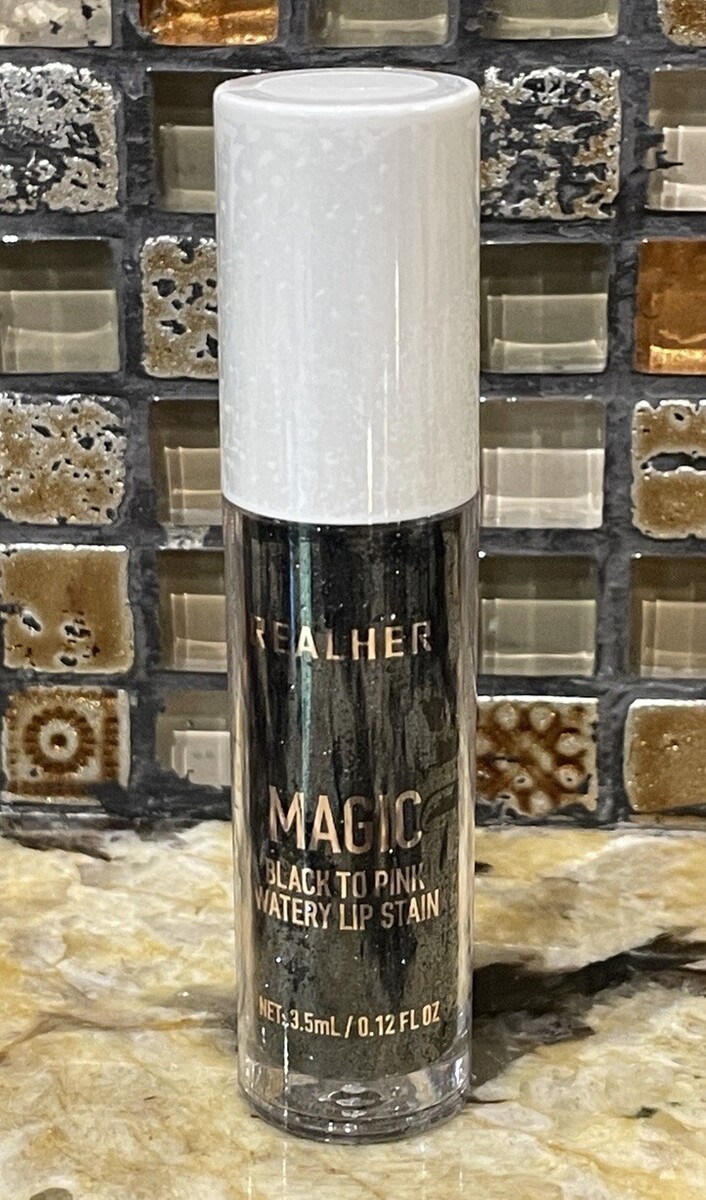 REALHER
MAGIC
BLACK TO PINK
WATERY LIP STAIN
NET: 3.5mL / 0.12 FL OZ